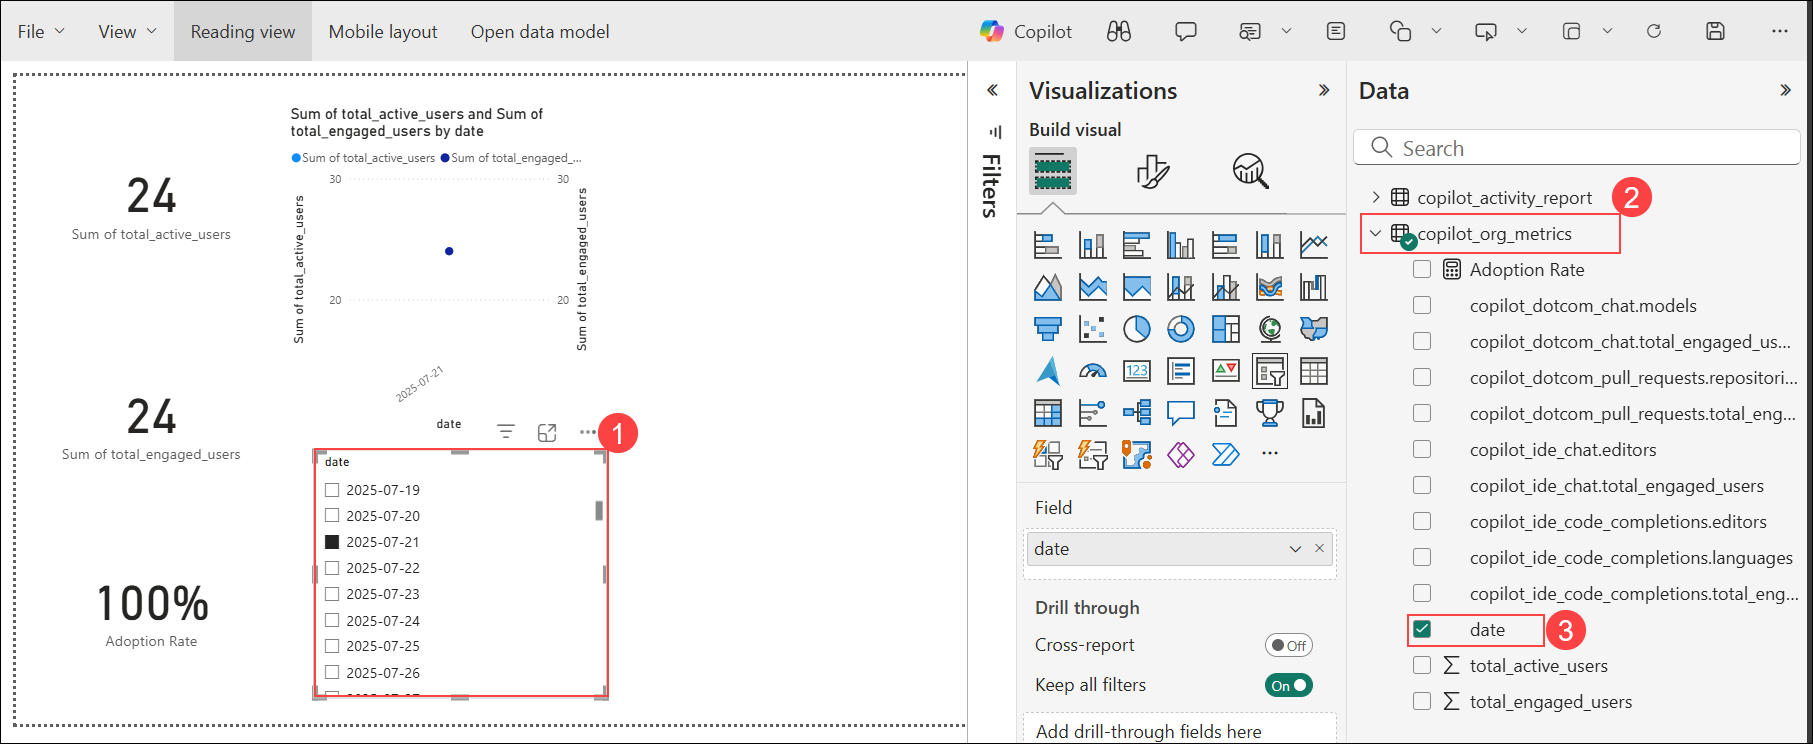 File
View
Reading view
Mobile layout
Open data model
Copilot
24
Sum of total_active_users
24
Sum of total_engaged_users
100%
Adoption Rate
Sum of total_active_users and Sum of
total_engaged_users by date
Sum of total_active_users
Sum of total_engaged_...
30
30
20
20
Sum of total_active_users
Sum of total_engaged_users
2025-07-21
date
1
date
2025-07-19
2025-07-20
2025-07-21
2025-07-22
2025-07-23
2025-07-24
2025-07-25
2025-07-26
Filters
Visualizations
Build visual
123
Field
date
Drill through
Cross-report
Off
Keep all filters
On
Add drill-through fields here
Data
Search
copilot_activity_report
2
copilot_org_metrics
Adoption Rate
copilot_dotcom_chat.models
copilot_dotcom_chat.total_engaged_us...
copilot_dotcom_pull_requests.repositori...
copilot_dotcom_pull_requests.total_eng...
copilot_ide_chat.editors
copilot_ide_chat.total_engaged_users
copilot_ide_code_completions.editors
copilot_ide_code_completions.languages
copilot_ide_code_completions.total_eng...
date
3
total_active_users
total_engaged_users